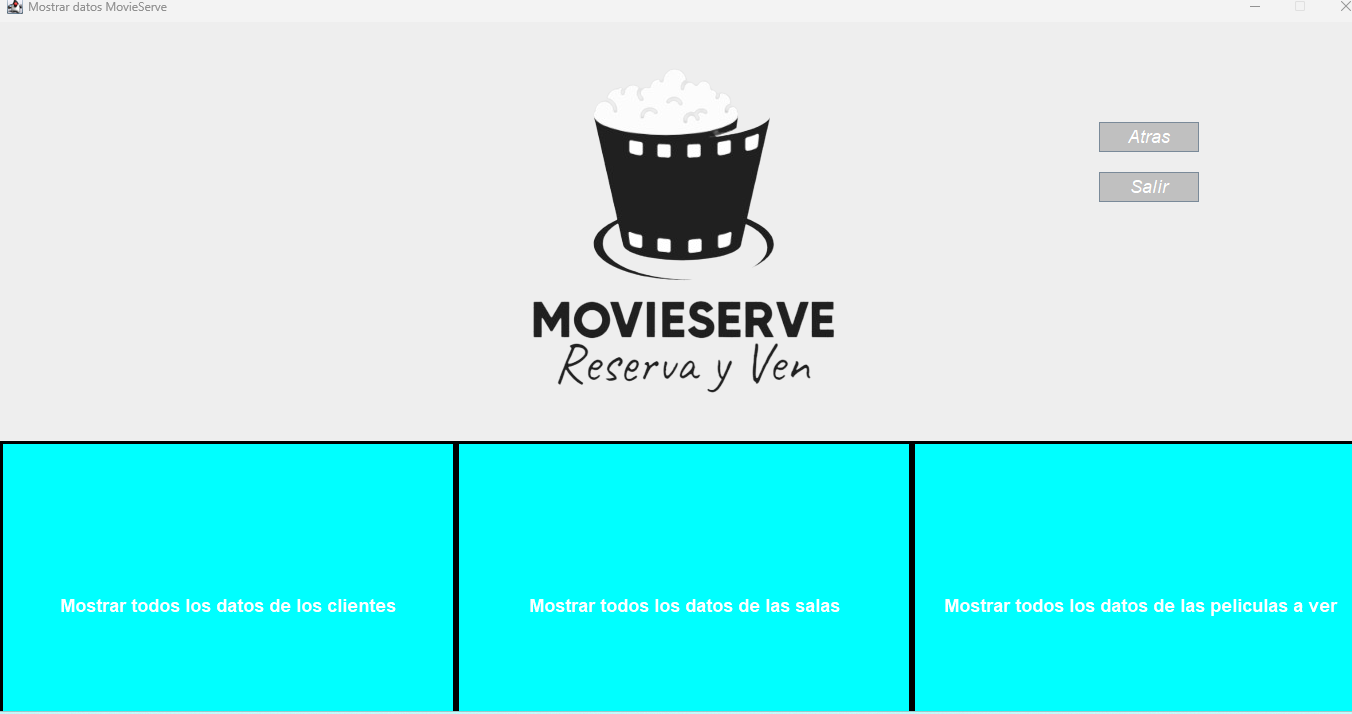 Mostrar datos MovieServe
Atras
Salir
MOVIESERVE
Reserva y Ven
Mostrar todos los datos de los clientes
Mostrar todos los datos de las salas
Mostrar todos los datos de las peliculas a ver